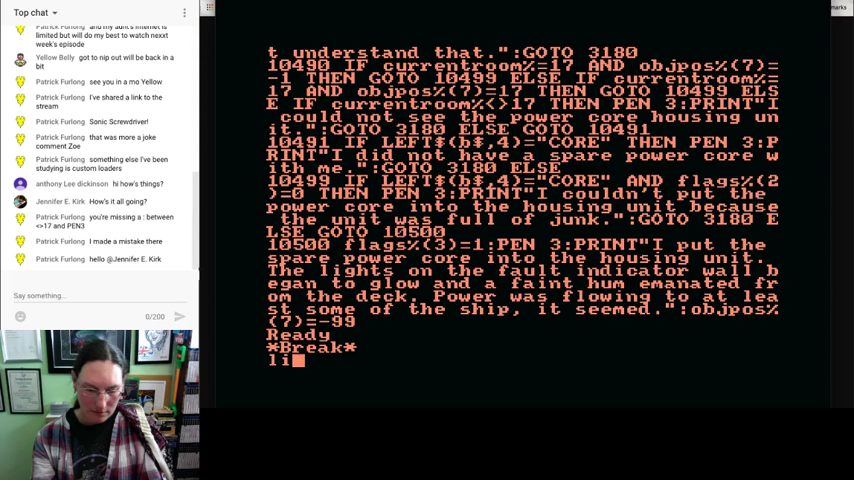 Top chat
Patrick Furlong and my aunt's internet is
limited but will do my best to watch nexxt
week's episode
Yellow Belly got to nip out will be back in a
bit
Patrick Furlong see you in a mo Yellow
Patrick Furlong I've shared a link to the
stream
Patrick Furlong Sonic Screwdriver!
Patrick Furlong that was more a joke
comment Zoe
Patrick Furlong something else I've been
studying is custom loaders
anthony Lee dickinson hi how's things?
Jennifer E. Kirk How's it all going?
Patrick Furlong you're missing a : between
<>17 and PEN3
Patrick Furlong I made a mistake there
Patrick Furlong hello @Jennifer E. Kirk
Say something...
0/200
marks
t understand that.":GOTO 3180
10490 IF currentroom%=17 AND objpos%(7)=
-1 THEN GOTO 10499 ELSE IF currentroom%=
17 AND objpos%(7)=17 THEN GOTO 10499 ELS
E IF currentroom%<>17 THEN PEN 3:PRINT"I
 could not see the power core housing un
it.":GOTO 3180 ELSE GOTO 10491
10491 IF LEFT$(b$,4)="CORE" THEN PEN 3:P
RINT"I did not have a spare power core w
ith me.":GOTO 3180 ELSE
10499 IF LEFT$(b$,4)="CORE" AND flags%(2
)=0 THEN PEN 3:PRINT"I couldn't put the
power core into the housing unit because
 the unit was full of junk.":GOTO 3180 E
LSE GOTO 10500
10500 flags%(3)=1:PEN 3:PRINT"I put the
spare power core into the housing unit.
The lights on the fault indicator wall b
egan to glow and a faint hum emanated fr
om the deck. Power was flowing to at lea
st some of the ship, it seemed.":objpos%
(7)=-99
Ready
*Break*
li